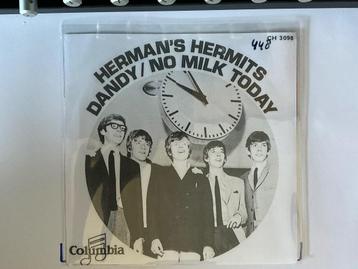 HERMAN'S HERMITS
DANDY/NO MILK TODAY
CH 3098
448
Columbia